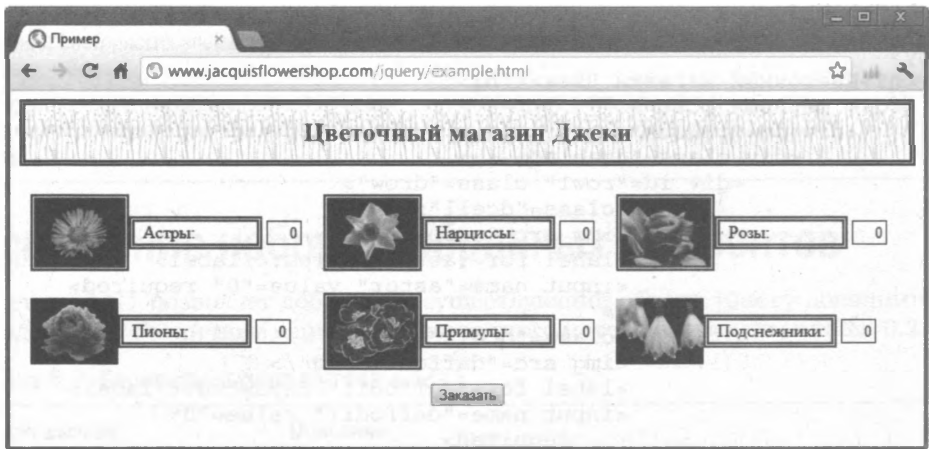 Пример
www.jacquisflowershop.com/jquery/example.html
Цветочный магазин Джеки
Астры: 0 Нарциссы: 0 Розы: 0
Пионы: 0 Примулы: 0 Подснежники: 0
Заказать